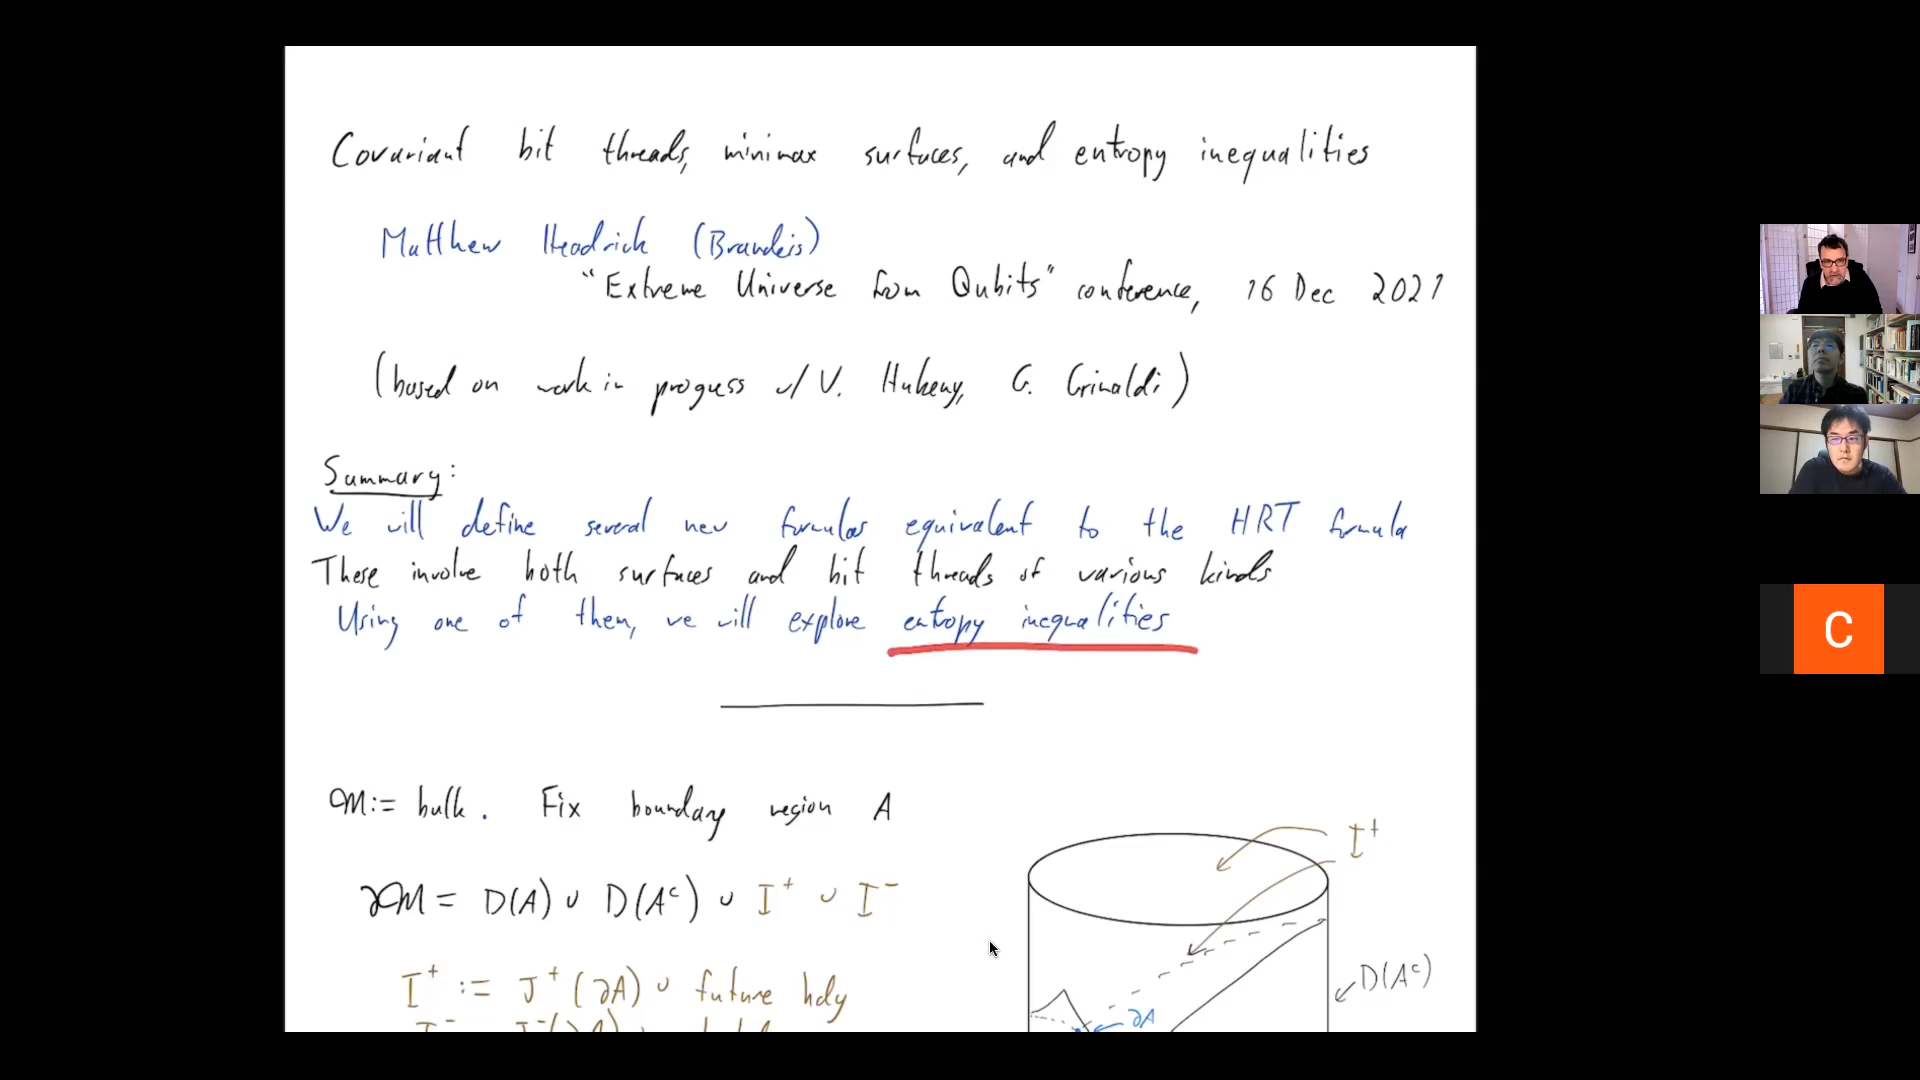 Covariant bit threads, minimax surfaces, and entropy inequalities
Matthew Headrick (Brandeis)
"Extreme Universe from Qubits" conference, 16 Dec 2021
(based on work in progress w/ V. Hubeny, G. Grimaldi)
Summary:
We will define several new formulas equivalent to the HRT formula
These involve both surfaces and bit threads of various kinds
Using one of them, we will explore entropy inequalities
M := bulk. Fix boundary region A
∂M = D(A) ∪ D(Aᶜ) ∪ I⁺ ∪ I⁻
I⁺ := J⁺(∂A) ∪ future bdy
I⁺
D(Aᶜ)
∂A
C